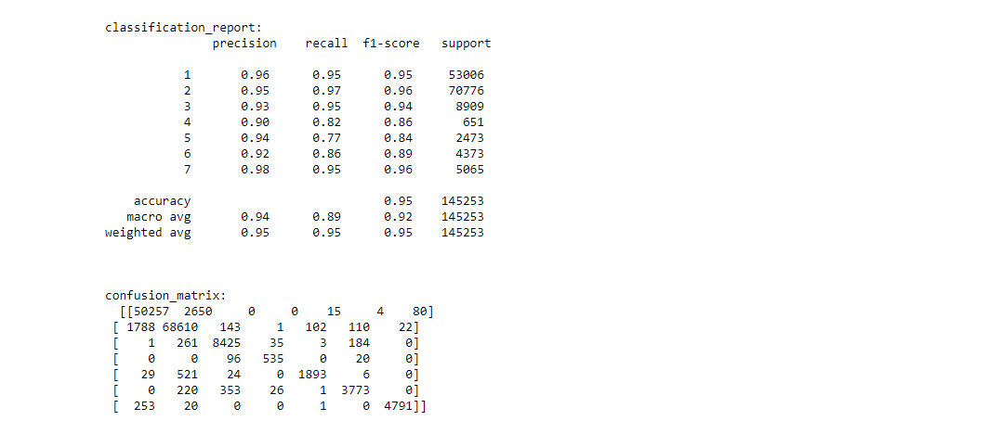 classification_report:
precision recall f1-score support
1 0.96 0.95 0.95 53006
2 0.95 0.97 0.96 70776
3 0.93 0.95 0.94 8909
4 0.90 0.82 0.86 651
5 0.94 0.77 0.84 2473
6 0.92 0.86 0.89 4373
7 0.98 0.95 0.96 5065
accuracy 0.95 145253
macro avg 0.94 0.89 0.92 145253
weighted avg 0.95 0.95 0.95 145253
confusion_matrix:
[[50257 2650 0 0 15 4 80]
[ 1788 68610 143 1 102 110 22]
[ 1 261 8425 35 3 184 0]
[ 0 0 96 535 0 20 0]
[ 29 521 24 0 1893 6 0]
[ 0 220 353 26 1 3773 0]
[ 253 20 0 0 1 0 4791]]